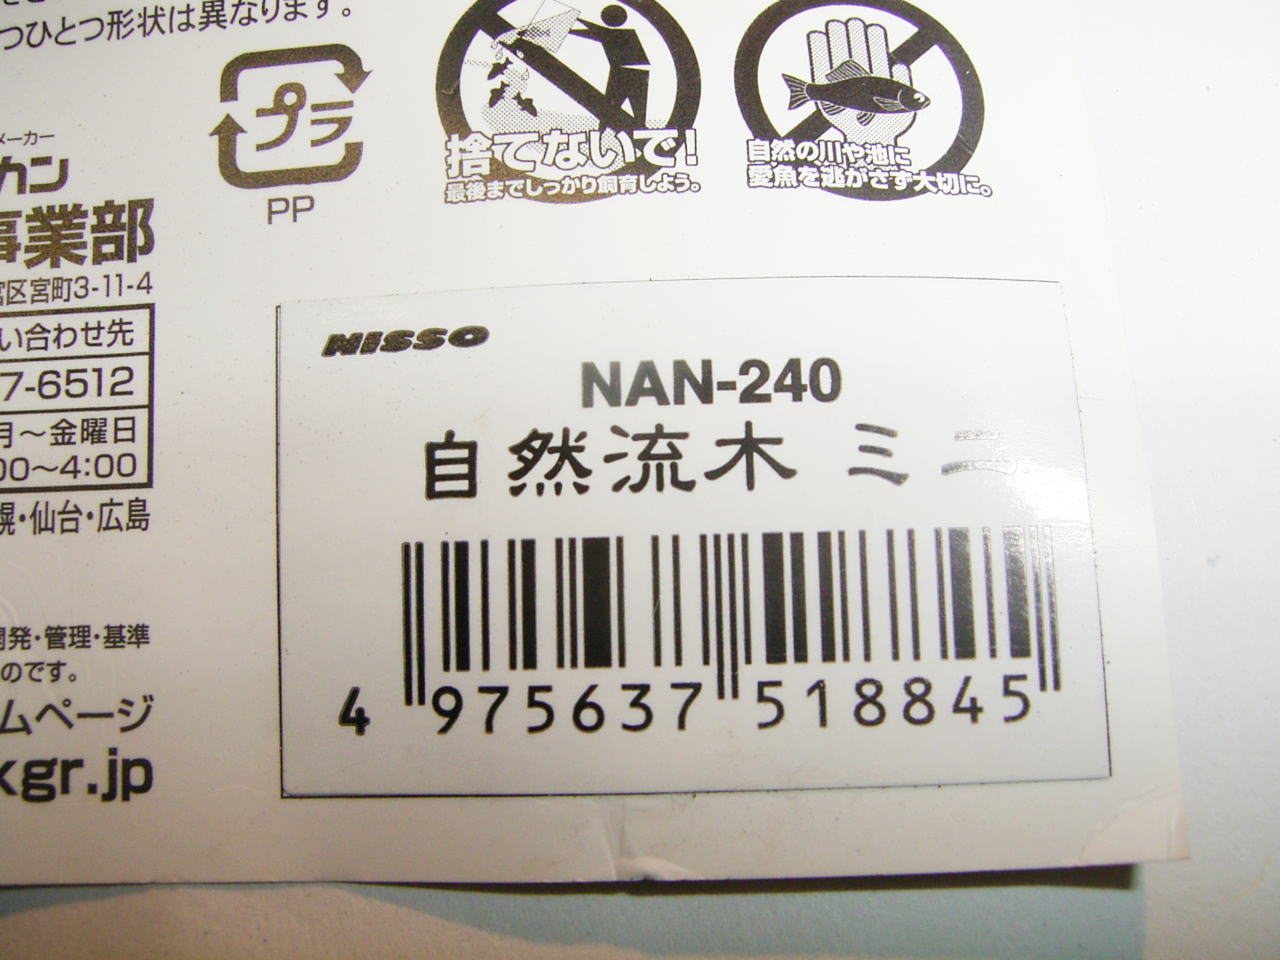 つひとつ形状は異なります。
プラ
PP
捨てないで!
最後までしっかり飼育しよう。
自然の川や池に
愛魚を逃がさず大切に。
メーカー
カン
事業部
宮区宮町3-11-4
い合わせ先
7-6512
月～金曜日
00～4:00
幌・仙台・広島
開発・管理・基準
のです。
ムページ
kgr.jp
NISSO
NAN-240
自然流木 ミニ
4 975637 518845